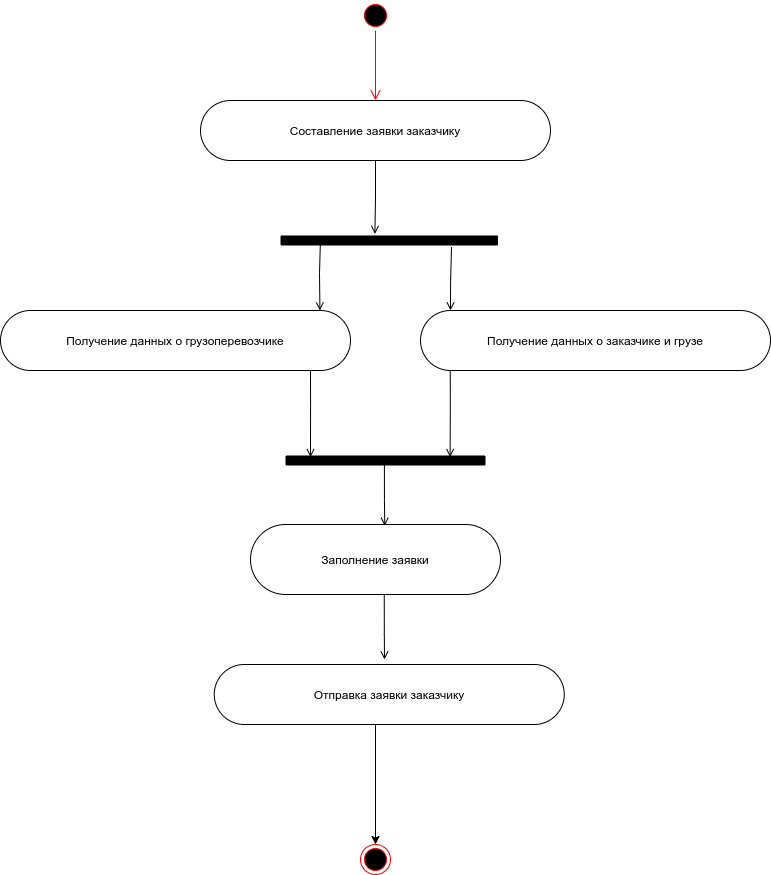 Составление заявки заказчику
Получение данных о грузоперевозчике
Получение данных о заказчике и грузе
Заполнение заявки
Отправка заявки заказчику